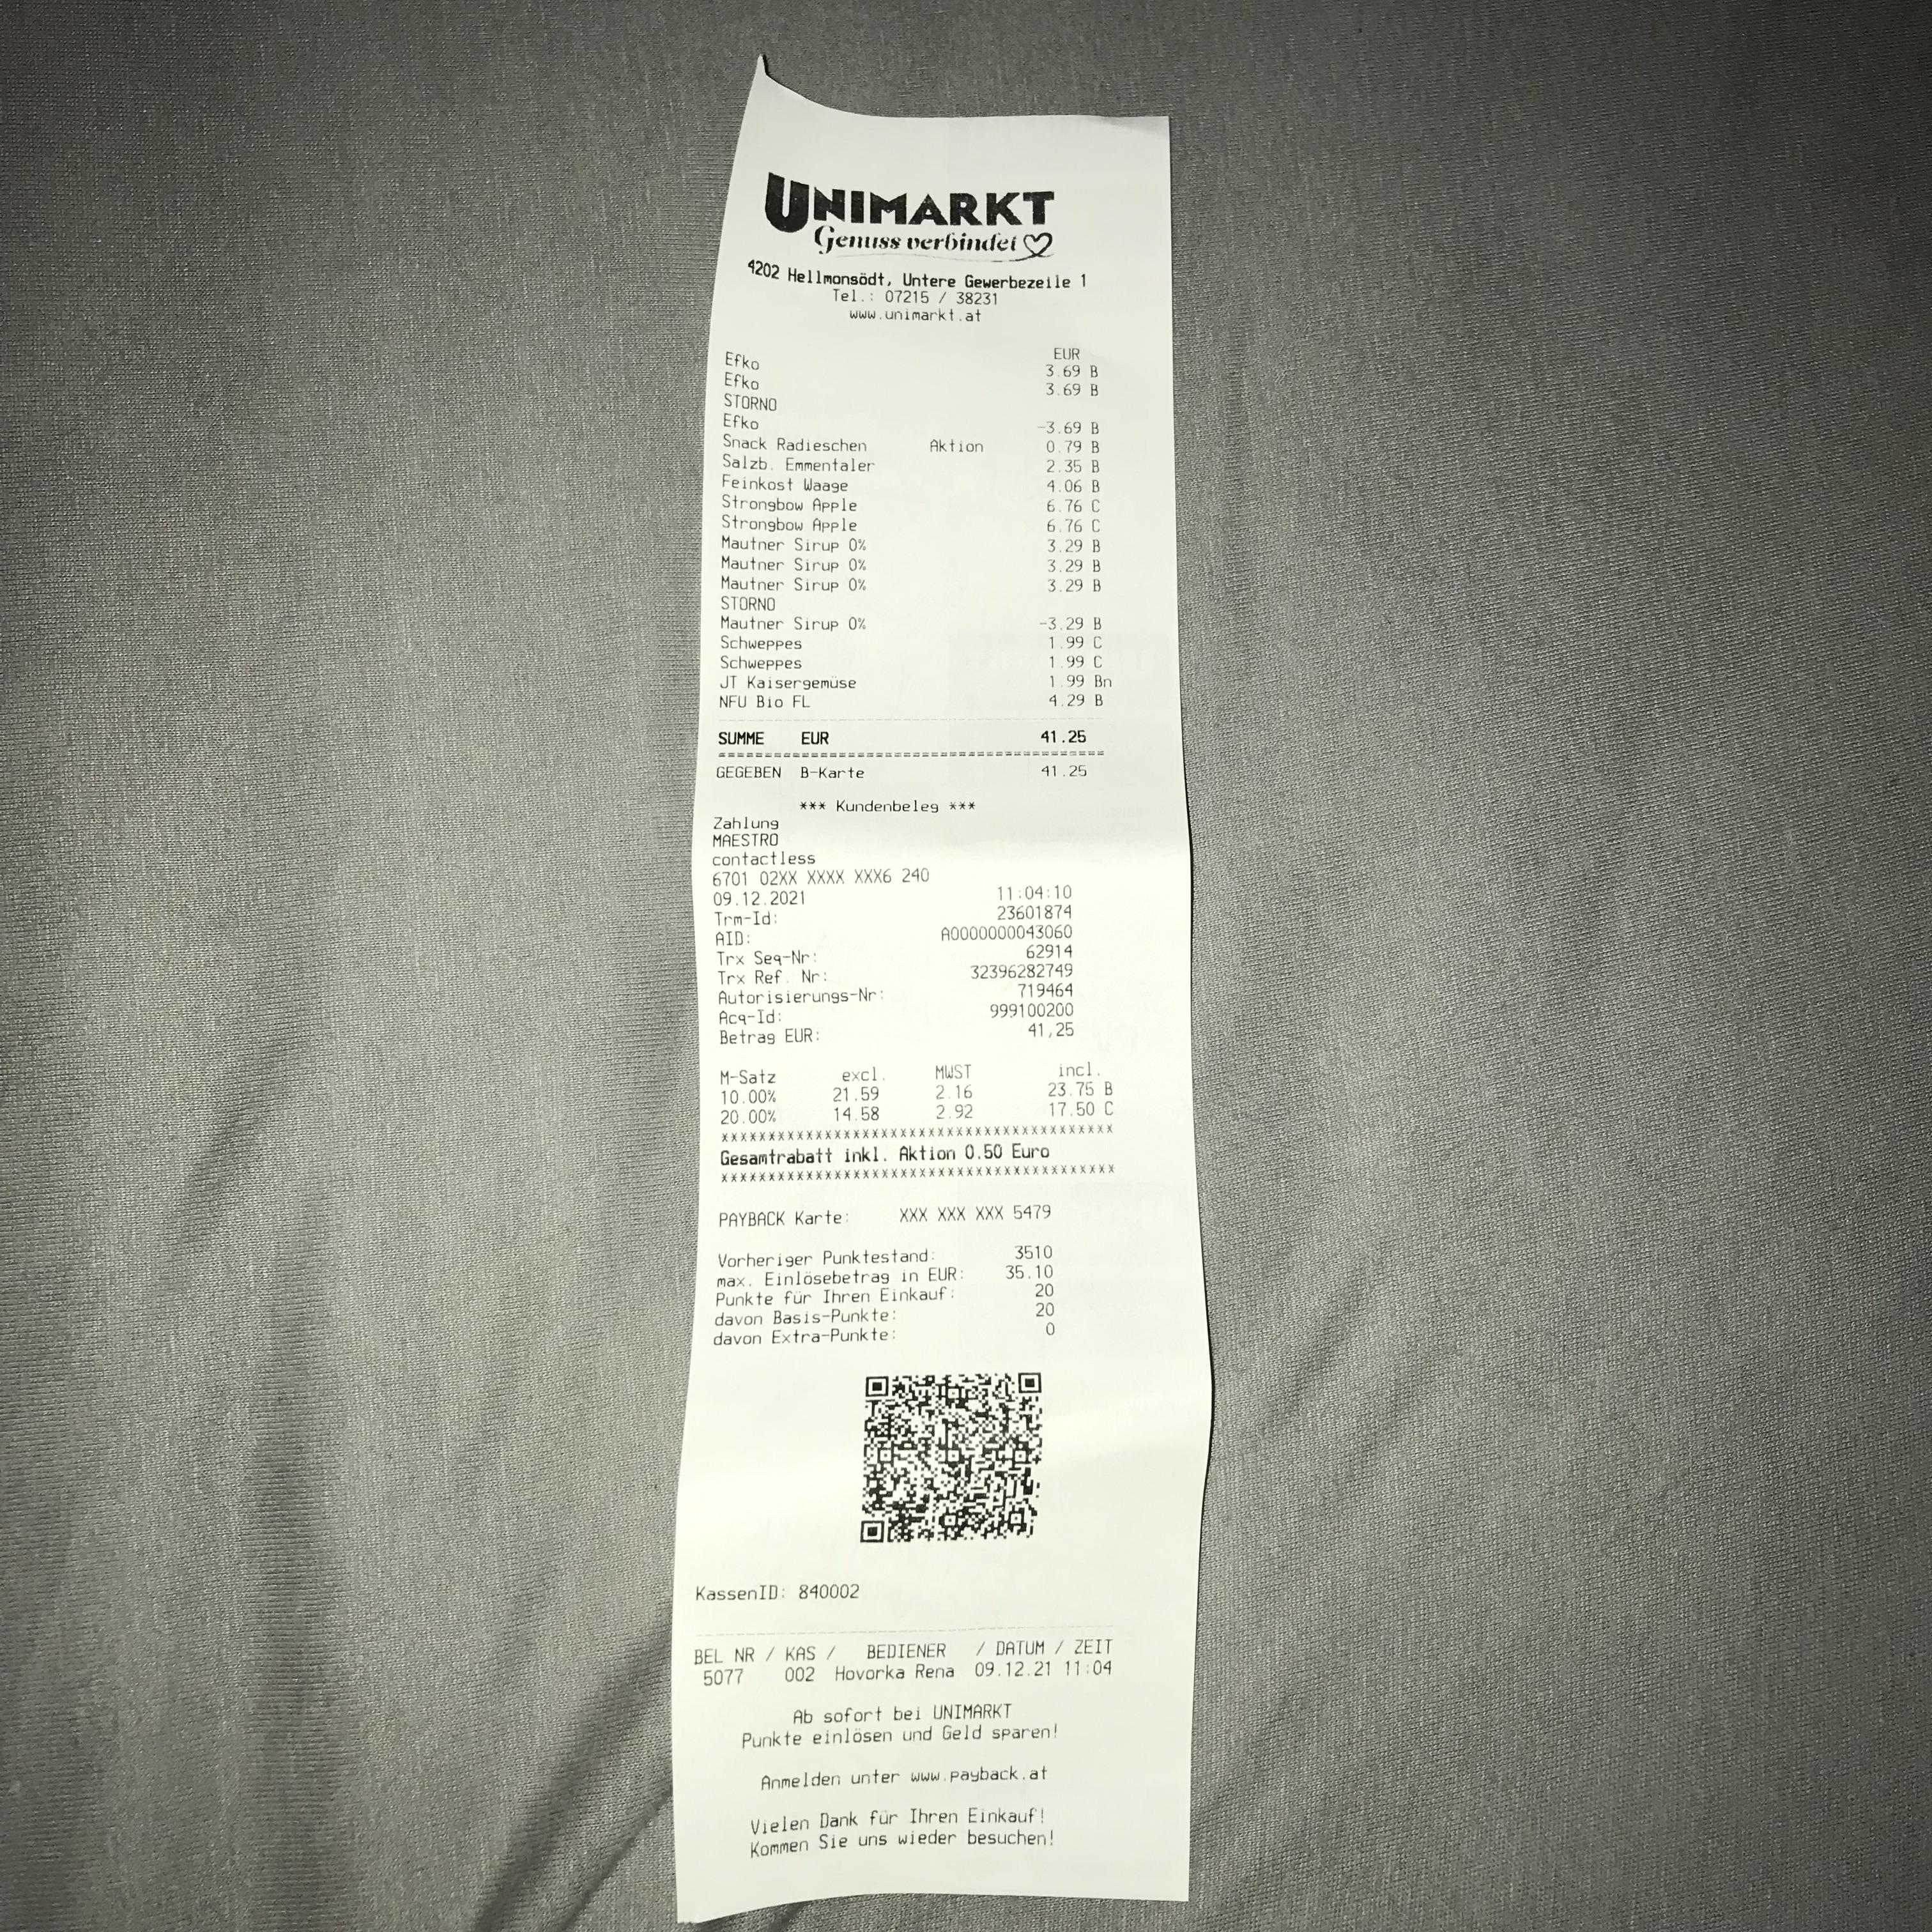 UNIMARKT
Genuss verbindet
4202 Hellmonsödt, Untere Gewerbezeile 1
Tel.: 07215 / 38231
www.unimarkt.at
EUR
Efko 3.69 B
Efko 3.69 B
STORNO
Efko -3.69 B
Snack Radieschen Aktion 0.79 B
Salzb. Emmentaler 2.35 B
Feinkost Waage 4.06 B
Strongbow Apple 6.76 C
Strongbow Apple 6.76 C
Mautner Sirup 0% 3.29 B
Mautner Sirup 0% 3.29 B
Mautner Sirup 0% 3.29 B
STORNO
Mautner Sirup 0% -3.29 B
Schweppes 1.99 C
Schweppes 1.99 C
JT Kaisergemüse 1.99 Bn
NFU Bio FL 4.29 B
SUMME EUR 41.25
========================================
GEGEBEN B-Karte 41.25
*** Kundenbeleg ***
Zahlung
MAESTRO
contactless
6701 02XX XXXX XXX6 240
09.12.2021 11:04:10
Trm-Id: 23601874
AID: A0000000043060
Trx Seq-Nr: 62914
Trx Ref. Nr: 32396282749
Autorisierungs-Nr: 719464
Acq-Id: 999100200
Betrag EUR: 41,25
M-Satz excl. MWST incl.
10.00% 21.59 2.16 23.75 B
20.00% 14.58 2.92 17.50 C
xxxxxxxxxxxxxxxxxxxxxxxxxxxxxxxxxxxxxxxxxx
Gesamtrabatt inkl. Aktion 0.50 Euro
xxxxxxxxxxxxxxxxxxxxxxxxxxxxxxxxxxxxxxxxxx
PAYBACK Karte: XXX XXX XXX 5479
Vorheriger Punktestand: 3510
max. Einlösebetrag in EUR: 35.10
Punkte für Ihren Einkauf: 20
davon Basis-Punkte: 20
davon Extra-Punkte: 0
KassenID: 840002
BEL NR / KAS / BEDIENER / DATUM / ZEIT
5077 002 Hovorka Rena 09.12.21 11:04
Ab sofort bei UNIMARKT
Punkte einlösen und Geld sparen!
Anmelden unter www.payback.at
Vielen Dank für Ihren Einkauf!
Kommen Sie uns wieder besuchen!